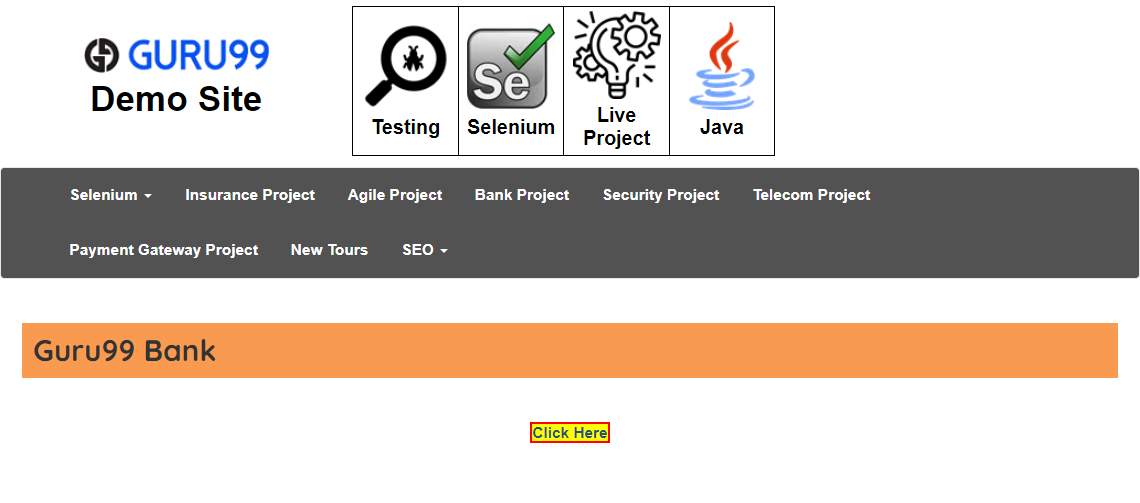 GURU99
Demo Site
Se
Testing
Selenium
Live
Project
Java
Selenium
Insurance Project
Agile Project
Bank Project
Security Project
Telecom Project
Payment Gateway Project
New Tours
SEO
Guru99 Bank
Click Here